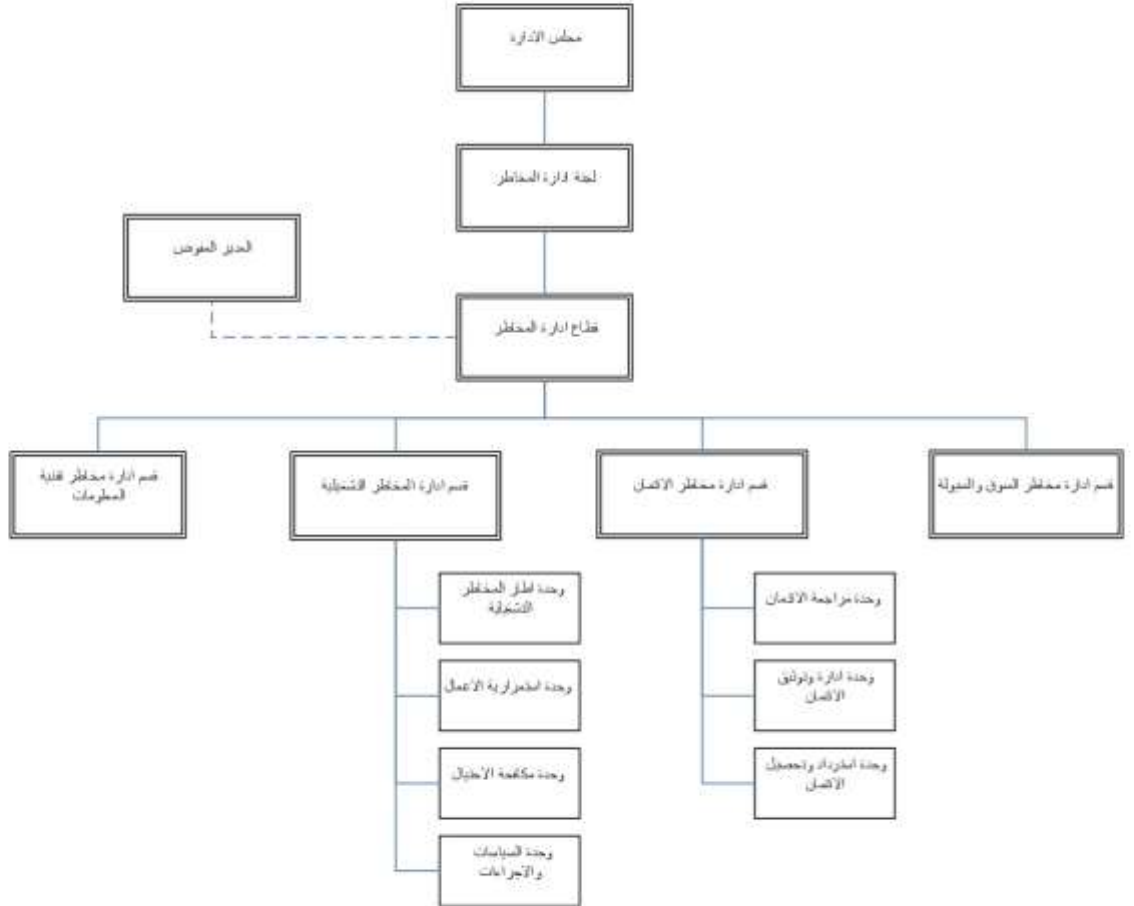 مجلس الادارة
لجنة ادارة المخاطر
المدير المفوض
قطاع ادارة المخاطر
قسم ادارة مخاطر السوق والسيولة
قسم ادارة مخاطر الائتمان
قسم ادارة المخاطر التشغيلية
قسم ادارة مخاطر تقنية
المعلومات
وحدة مراجعة الائتمان
وحدة ادارة وتوثيق
الائتمان
وحدة استرداد وتحصيل
الائتمان
وحدة اطار المخاطر
التشغيلية
وحدة استمرارية الاعمال
وحدة مكافحة الاحتيال
وحدة السياسات
والاجراءات